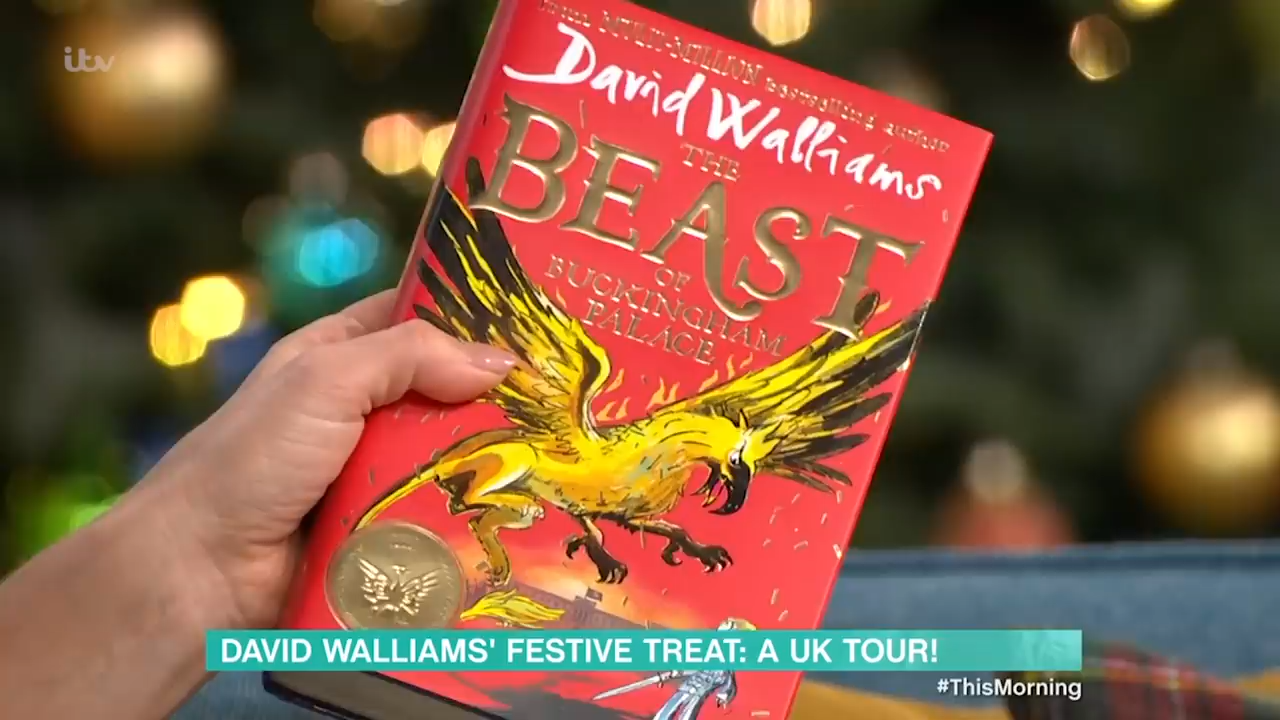 itv
From MULTI-MILLION bestselling author
David Walliams
THE
BEAST
OF
BUCKINGHAM
PALACE
DAVID WALLIAMS' FESTIVE TREAT: A UK TOUR!
#ThisMorning